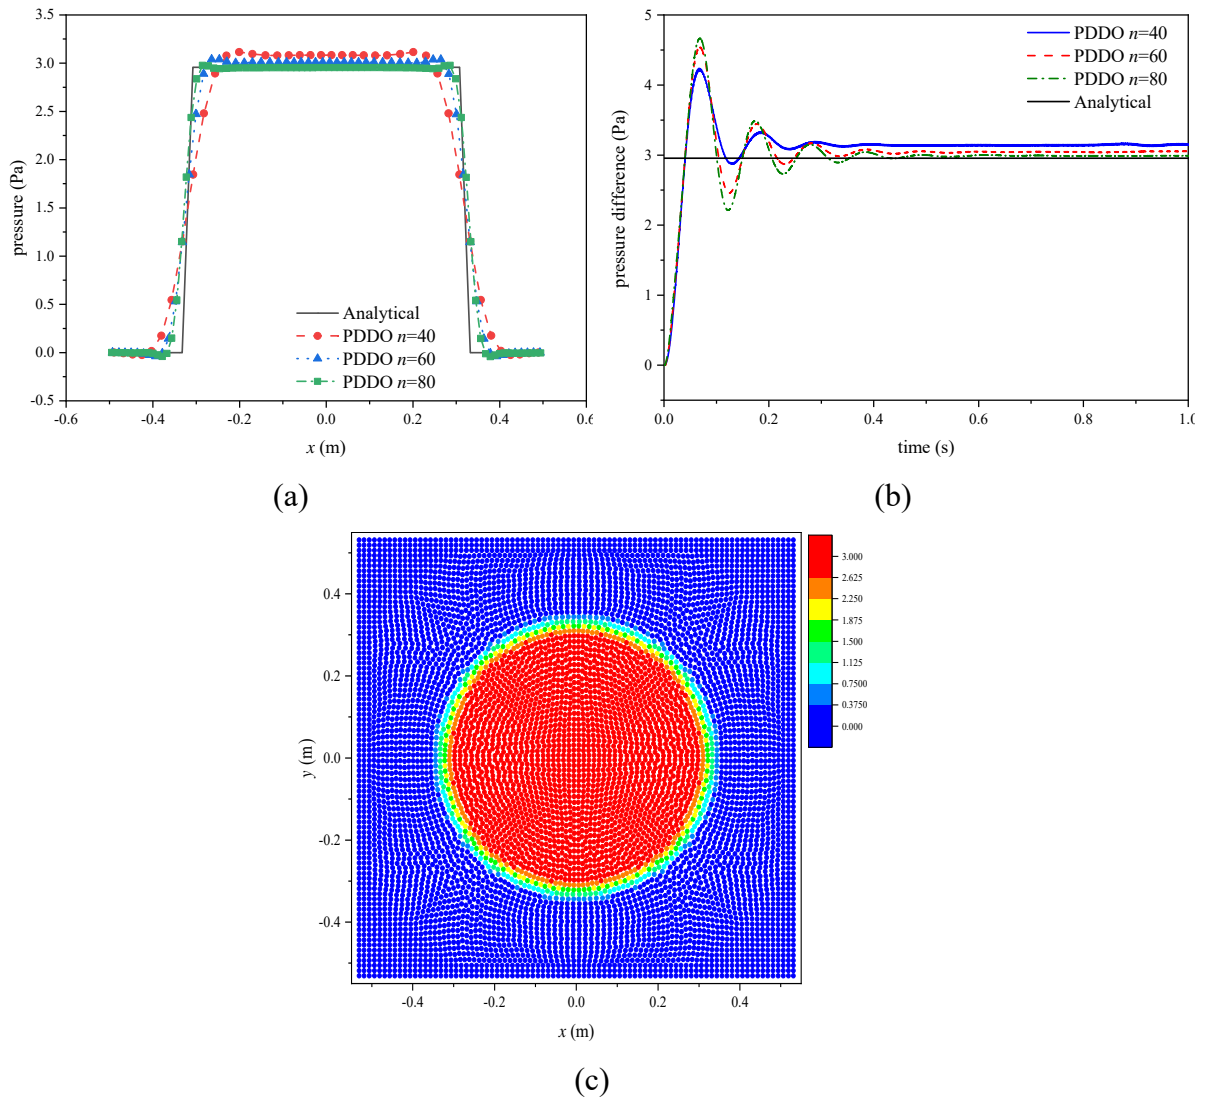 3.5
3.0
2.5
2.0
1.5
1.0
0.5
0.0
-0.5
pressure (Pa)
Analytical
PDDO n=40
PDDO n=60
PDDO n=80
-0.6 -0.4 -0.2 0.0 0.2 0.4 0.6
x (m)
(a)
5
4
3
2
1
0
pressure difference (Pa)
PDDO n=40
PDDO n=60
PDDO n=80
Analytical
0.0 0.2 0.4 0.6 0.8 1.0
time (s)
(b)
0.4
0.2
0.0
-0.2
-0.4
y (m)
3.000
2.625
2.250
1.875
1.500
1.125
0.7500
0.3750
0.000
-0.4 -0.2 0.0 0.2 0.4
x (m)
(c)